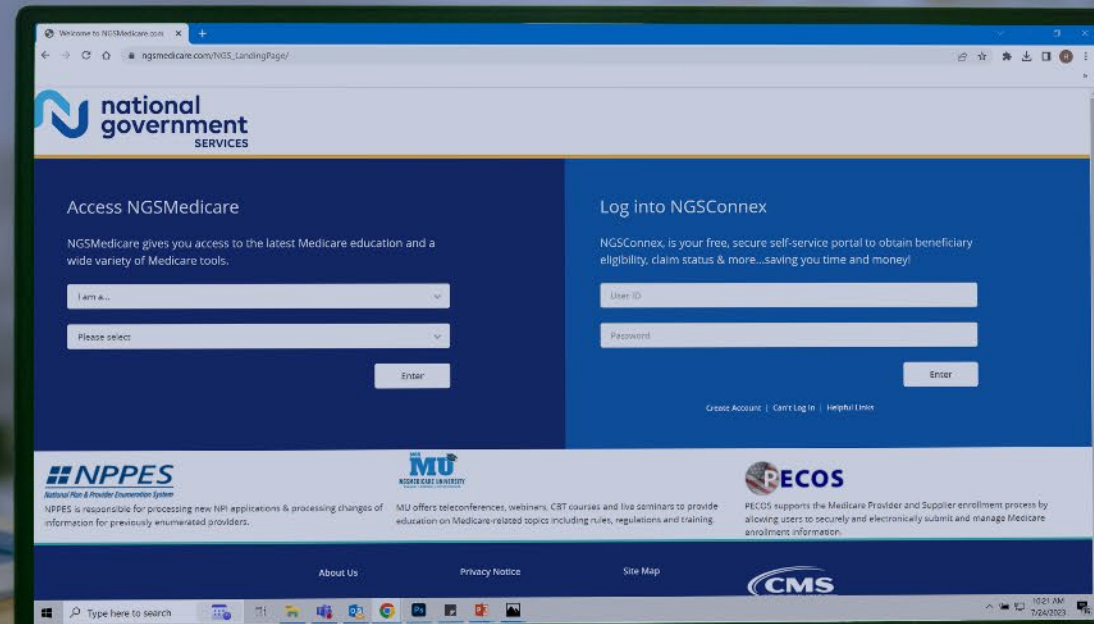 Welcome to NGSMedicare.com
ngsmedicare.com/NGS_LandingPage/
national
government
SERVICES
Access NGSMedicare
NGSMedicare gives you access to the latest Medicare education and a
wide variety of Medicare tools.
I am a...
Please select
Enter
Log into NGSConnex
NGSConnex, is your free, secure self-service portal to obtain beneficiary
eligibility, claim status & more...saving you time and money!
User ID
Password
Enter
Create Account | Can't Log In | Helpful Links
NPPES
National Plan & Provider Enumeration System
NPPES is responsible for processing new NPI applications & processing changes of
information for previously enumerated providers.
MU
NGSMEDICARE UNIVERSITY
MU offers teleconferences, webinars, CBT courses and live seminars to provide
education on Medicare-related topics including rules, regulations and training.
PECOS
PECOS supports the Medicare Provider and Supplier enrollment process by
allowing users to securely and electronically submit and manage Medicare
enrollment information.
About Us
Privacy Notice
Site Map
CMS
Type here to search
Ps
10:21 AM
7/24/2023